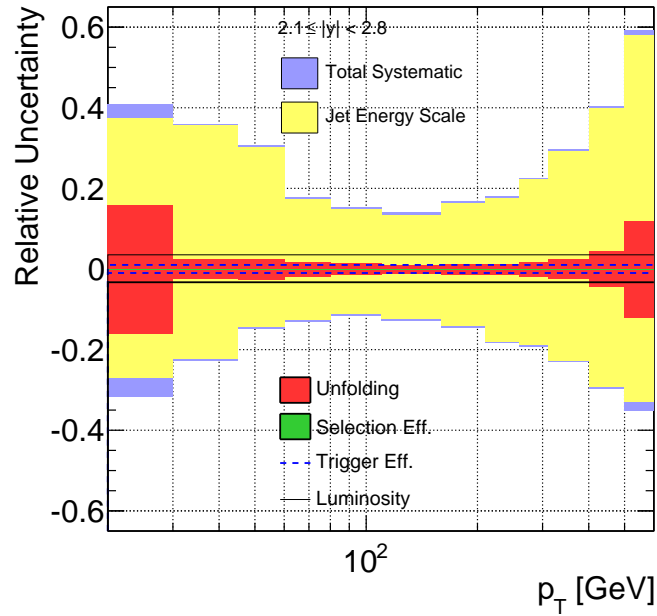 Relative Uncertainty
0.6
0.4
0.2
0
-0.2
-0.4
-0.6
2.1≤ |y| < 2.8
Total Systematic
Jet Energy Scale
Unfolding
Selection Eff.
Trigger Eff.
Luminosity
10²
p_T [GeV]